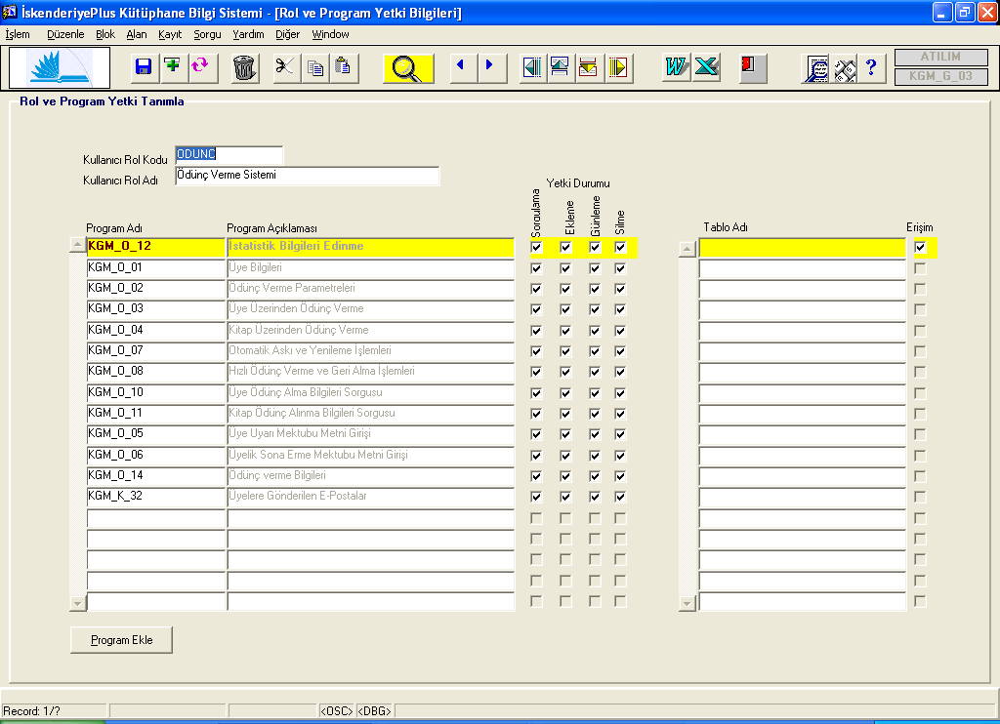 İskenderiyePlus Kütüphane Bilgi Sistemi - [Rol ve Program Yetki Bilgileri]
İşlem Düzenle Blok Alan Kayıt Sorgu Yardım Diğer Window
ATILIM
KGM_G_03
Rol ve Program Yetki Tanımla
Kullanıcı Rol Kodu ODUNC
Kullanıcı Rol Adı Ödünç Verme Sistemi
Yetki Durumu
Sorgulama Ekleme Günleme Silme
Program Adı Program Açıklaması Tablo Adı Erişim
KGM_O_12 İstatistik Bilgileri Edinme
KGM_O_01 Üye Bilgileri
KGM_O_02 Ödünç Verme Parametreleri
KGM_O_03 Üye Üzerinden Ödünç Verme
KGM_O_04 Kitap Üzerinden Ödünç Verme
KGM_O_07 Otomatik Askı ve Yenileme İşlemleri
KGM_O_08 Hızlı Ödünç Verme ve Geri Alma İşlemleri
KGM_O_10 Üye Ödünç Alma Bilgileri Sorgusu
KGM_O_11 Kitap Ödünç Alınma Bilgileri Sorgusu
KGM_O_05 Üye Uyarı Mektubu Metni Girişi
KGM_O_06 Üyelik Sona Erme Mektubu Metni Girişi
KGM_O_14 Ödünç verme Bilgileri
KGM_K_32 Üyelere Gönderilen E-Postalar
Program Ekle
Record: 1/? <OSC> <DBG>